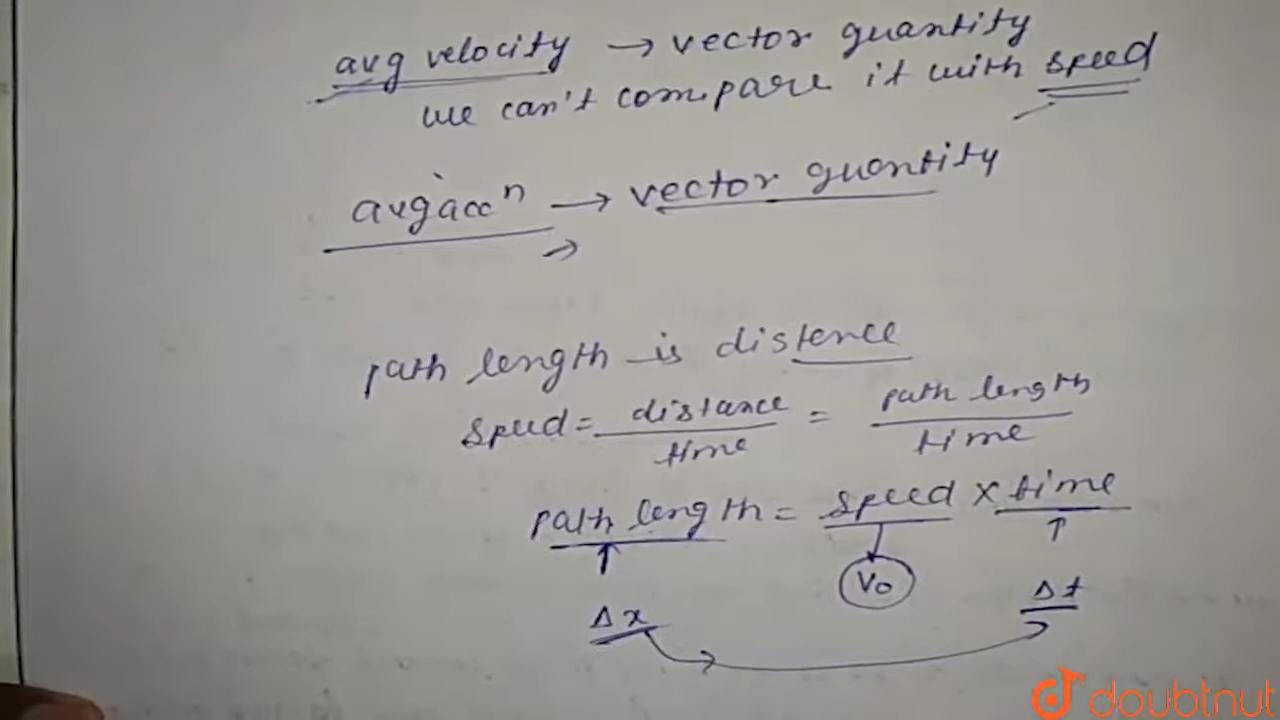 avg velocity → vector quantity
we can't compare it with speed
avg accⁿ → vector quantity
→
path length is distence
speed = distance/time = path length/time
path length = speed × time
↑ ↑
V₀
Δx Δt
doubtnut